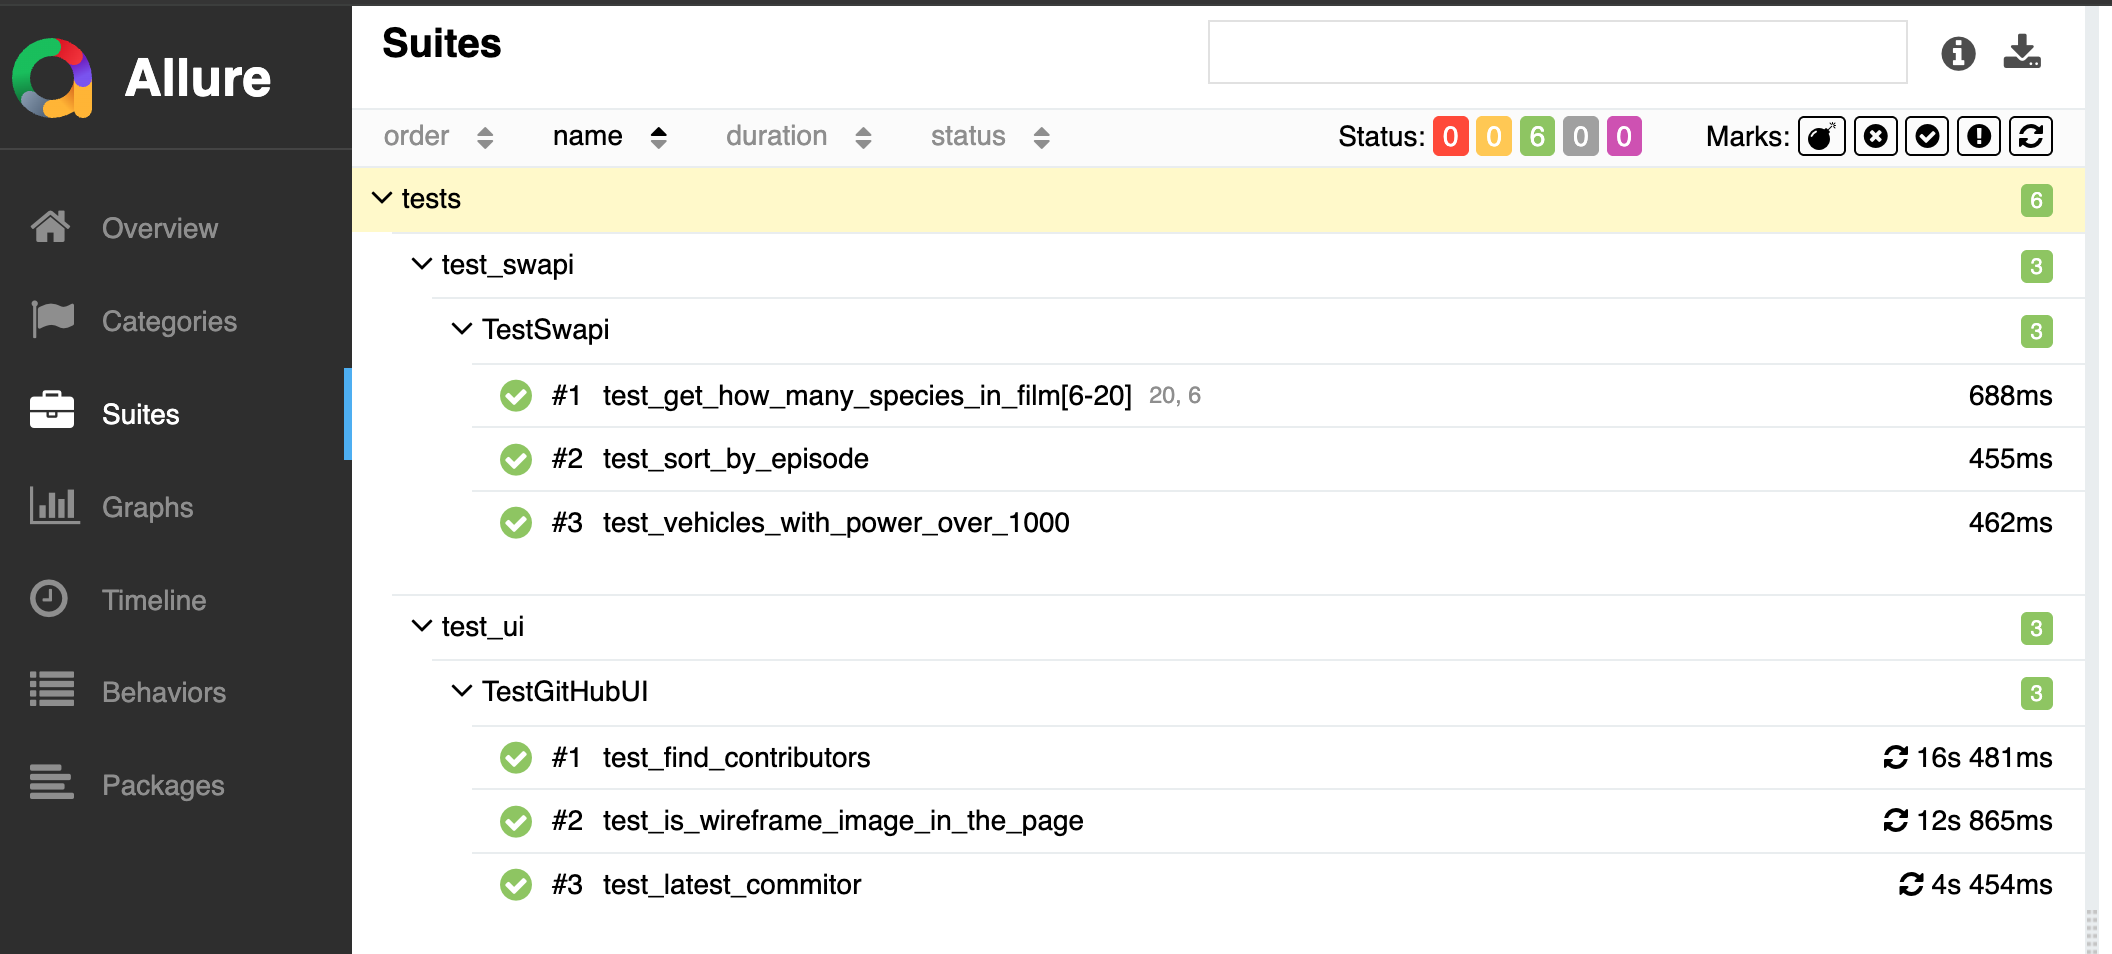 Allure
Overview
Categories
Suites
Graphs
Timeline
Behaviors
Packages
Suites
order name duration status Status: 0 0 6 0 0 Marks:
tests 6
test_swapi 3
TestSwapi 3
#1 test_get_how_many_species_in_film[6-20] 20, 6 688ms
#2 test_sort_by_episode 455ms
#3 test_vehicles_with_power_over_1000 462ms
test_ui 3
TestGitHubUI 3
#1 test_find_contributors 16s 481ms
#2 test_is_wireframe_image_in_the_page 12s 865ms
#3 test_latest_commitor 4s 454ms